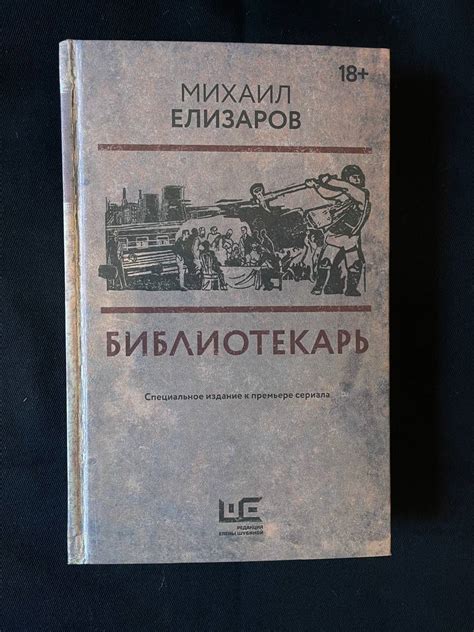 18+
МИХАИЛ
ЕЛИЗАРОВ
БИБЛИОТЕКАРЬ
Специальное издание к премьере сериала
РЕДАКЦИЯ
ЕЛЕНЫ ШУБИНОЙ